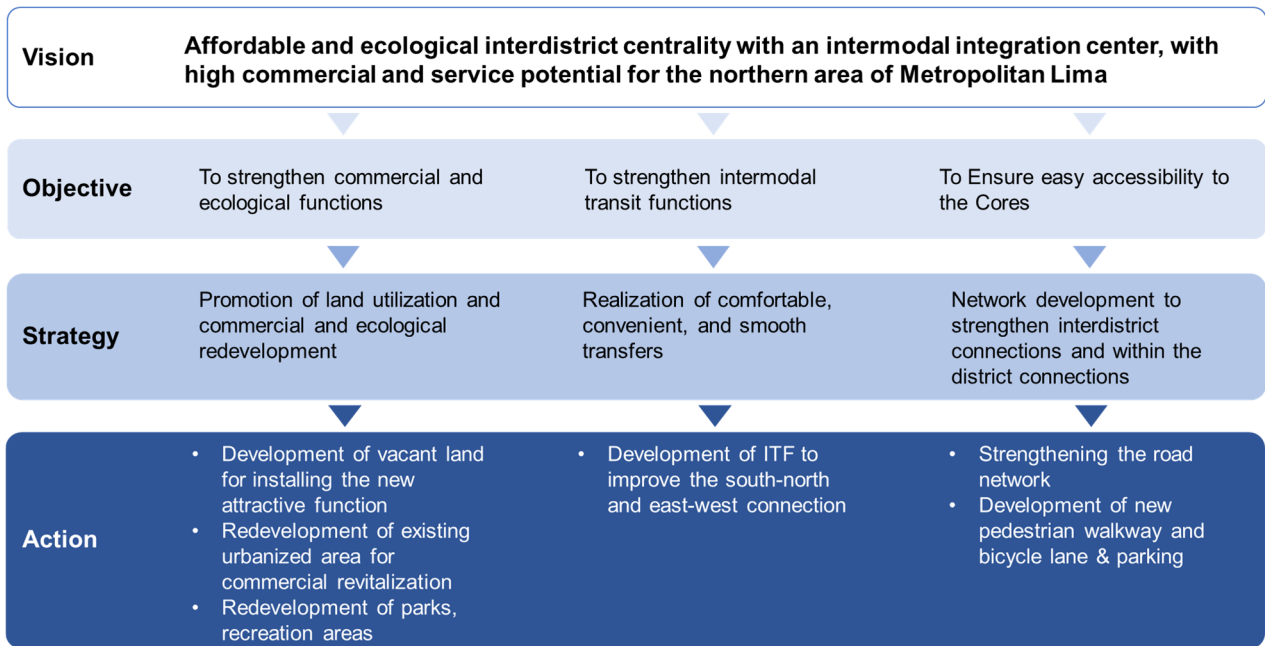 Vision
Affordable and ecological interdistrict centrality with an intermodal integration center, with
high commercial and service potential for the northern area of Metropolitan Lima
Objective
To strengthen commercial and
ecological functions
To strengthen intermodal
transit functions
To Ensure easy accessibility to
the Cores
Strategy
Promotion of land utilization and
commercial and ecological
redevelopment
Realization of comfortable,
convenient, and smooth
transfers
Network development to
strengthen interdistrict
connections and within the
district connections
Action
• Development of vacant land
for installing the new
attractive function
• Redevelopment of existing
urbanized area for
commercial revitalization
• Redevelopment of parks,
recreation areas
• Development of ITF to
improve the south-north
and east-west connection
• Strengthening the road
network
• Development of new
pedestrian walkway and
bicycle lane & parking